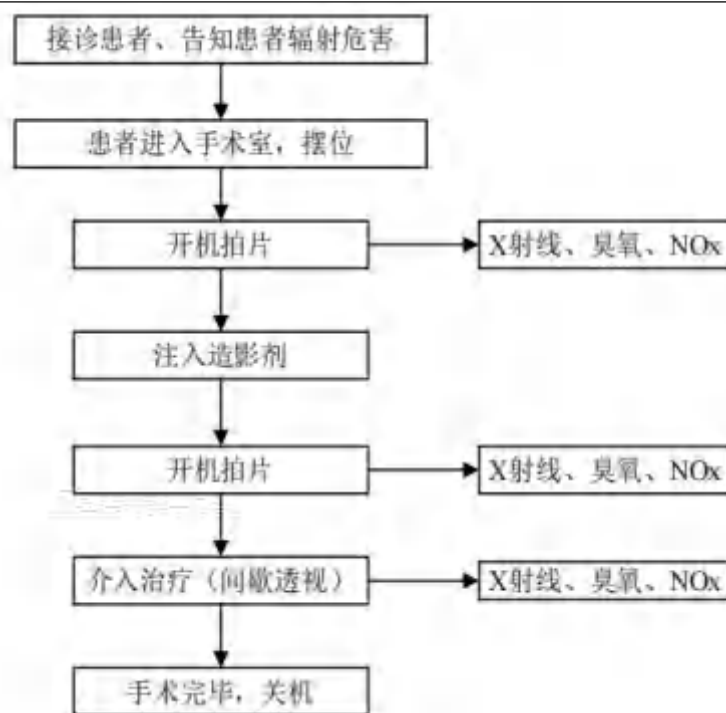 接诊患者、告知患者辐射危害
患者进入手术室，摆位
开机拍片
X射线、臭氧、NOx
注入造影剂
开机拍片
X射线、臭氧、NOx
介入治疗（间歇透视）
X射线、臭氧、NOx
手术完毕，关机